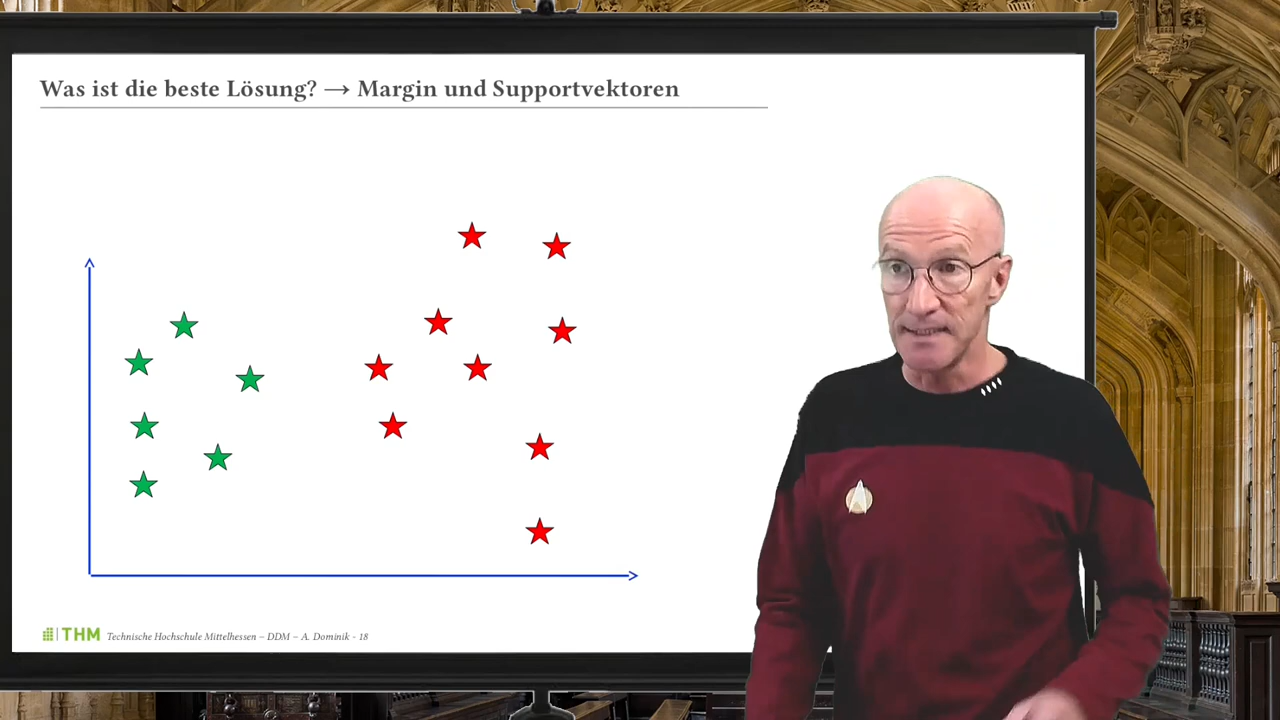 Was ist die beste Lösung? → Margin und Supportvektoren
THM Technische Hochschule Mittelhessen – DDM – A. Dominik - 18